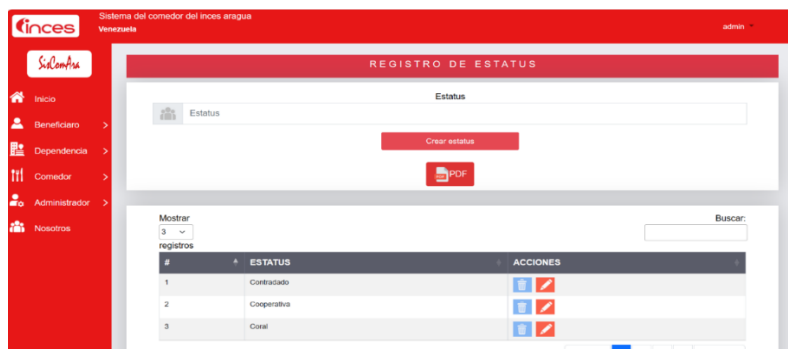 inces
Sistema del comedor del inces aragua
Venezuela
admin
SisComAra
Inicio
Beneficiaro
Dependencia
Comedor
Administrador
Nosotros
REGISTRO DE ESTATUS
Estatus
Estatus
Crear estatus
PDF
Mostrar
3
registros
Buscar:
# ESTATUS ACCIONES
1 Contradado
2 Cooperativa
3 Coral